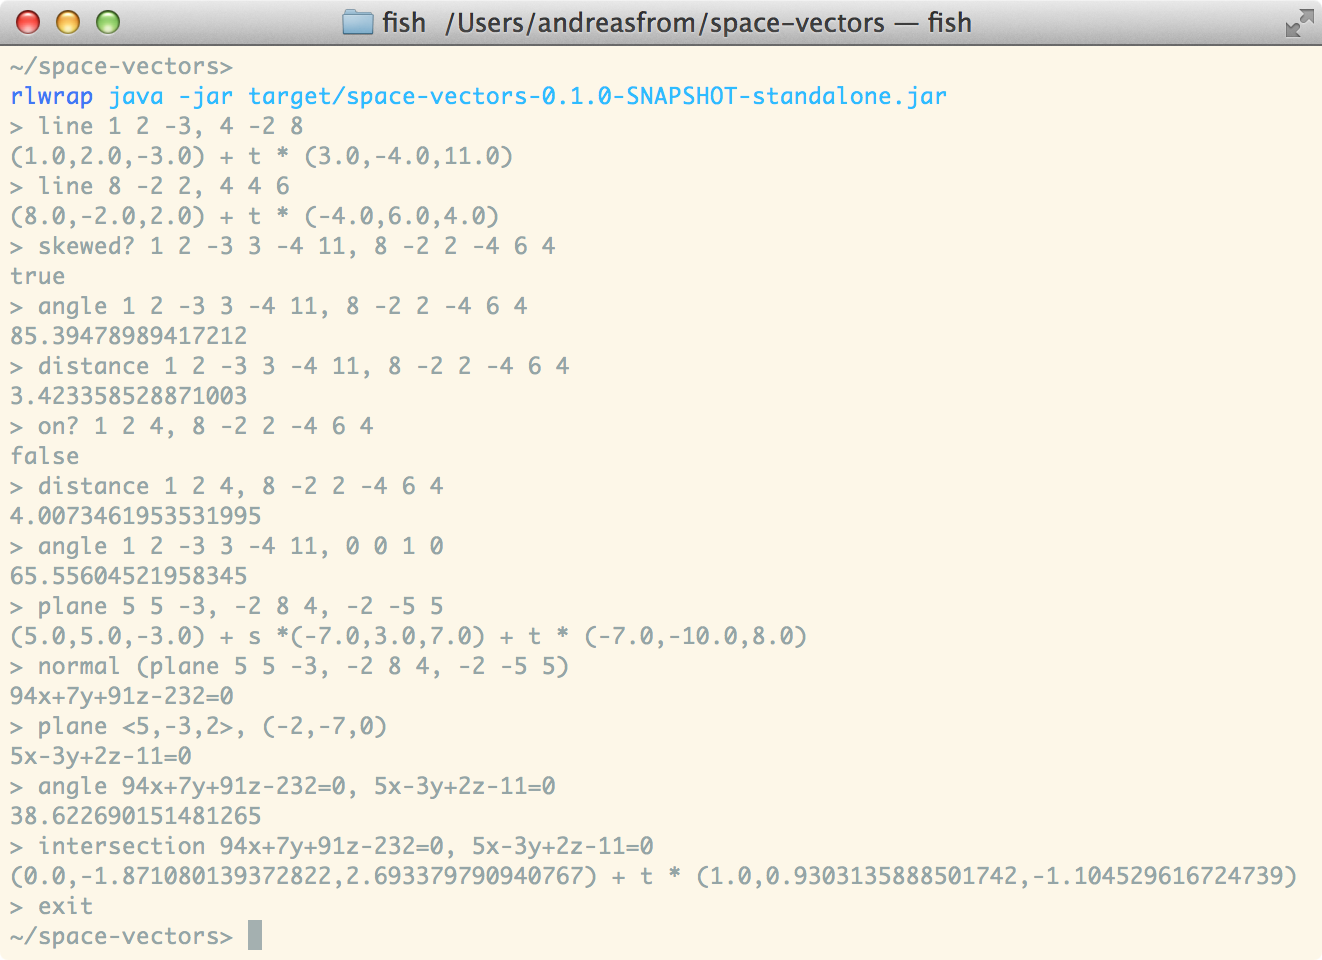 fish /Users/andreasfrom/space-vectors — fish
~/space-vectors>
rlwrap java -jar target/space-vectors-0.1.0-SNAPSHOT-standalone.jar
> line 1 2 -3, 4 -2 8
(1.0,2.0,-3.0) + t * (3.0,-4.0,11.0)
> line 8 -2 2, 4 4 6
(8.0,-2.0,2.0) + t * (-4.0,6.0,4.0)
> skewed? 1 2 -3 3 -4 11, 8 -2 2 -4 6 4
true
> angle 1 2 -3 3 -4 11, 8 -2 2 -4 6 4
85.39478989417212
> distance 1 2 -3 3 -4 11, 8 -2 2 -4 6 4
3.423358528871003
> on? 1 2 4, 8 -2 2 -4 6 4
false
> distance 1 2 4, 8 -2 2 -4 6 4
4.0073461953531995
> angle 1 2 -3 3 -4 11, 0 0 1 0
65.55604521958345
> plane 5 5 -3, -2 8 4, -2 -5 5
(5.0,5.0,-3.0) + s *(-7.0,3.0,7.0) + t * (-7.0,-10.0,8.0)
> normal (plane 5 5 -3, -2 8 4, -2 -5 5)
94x+7y+91z-232=0
> plane <5,-3,2>, (-2,-7,0)
5x-3y+2z-11=0
> angle 94x+7y+91z-232=0, 5x-3y+2z-11=0
38.622690151481265
> intersection 94x+7y+91z-232=0, 5x-3y+2z-11=0
(0.0,-1.871080139372822,2.693379790940767) + t * (1.0,0.9303135888501742,-1.104529616724739)
> exit
~/space-vectors>